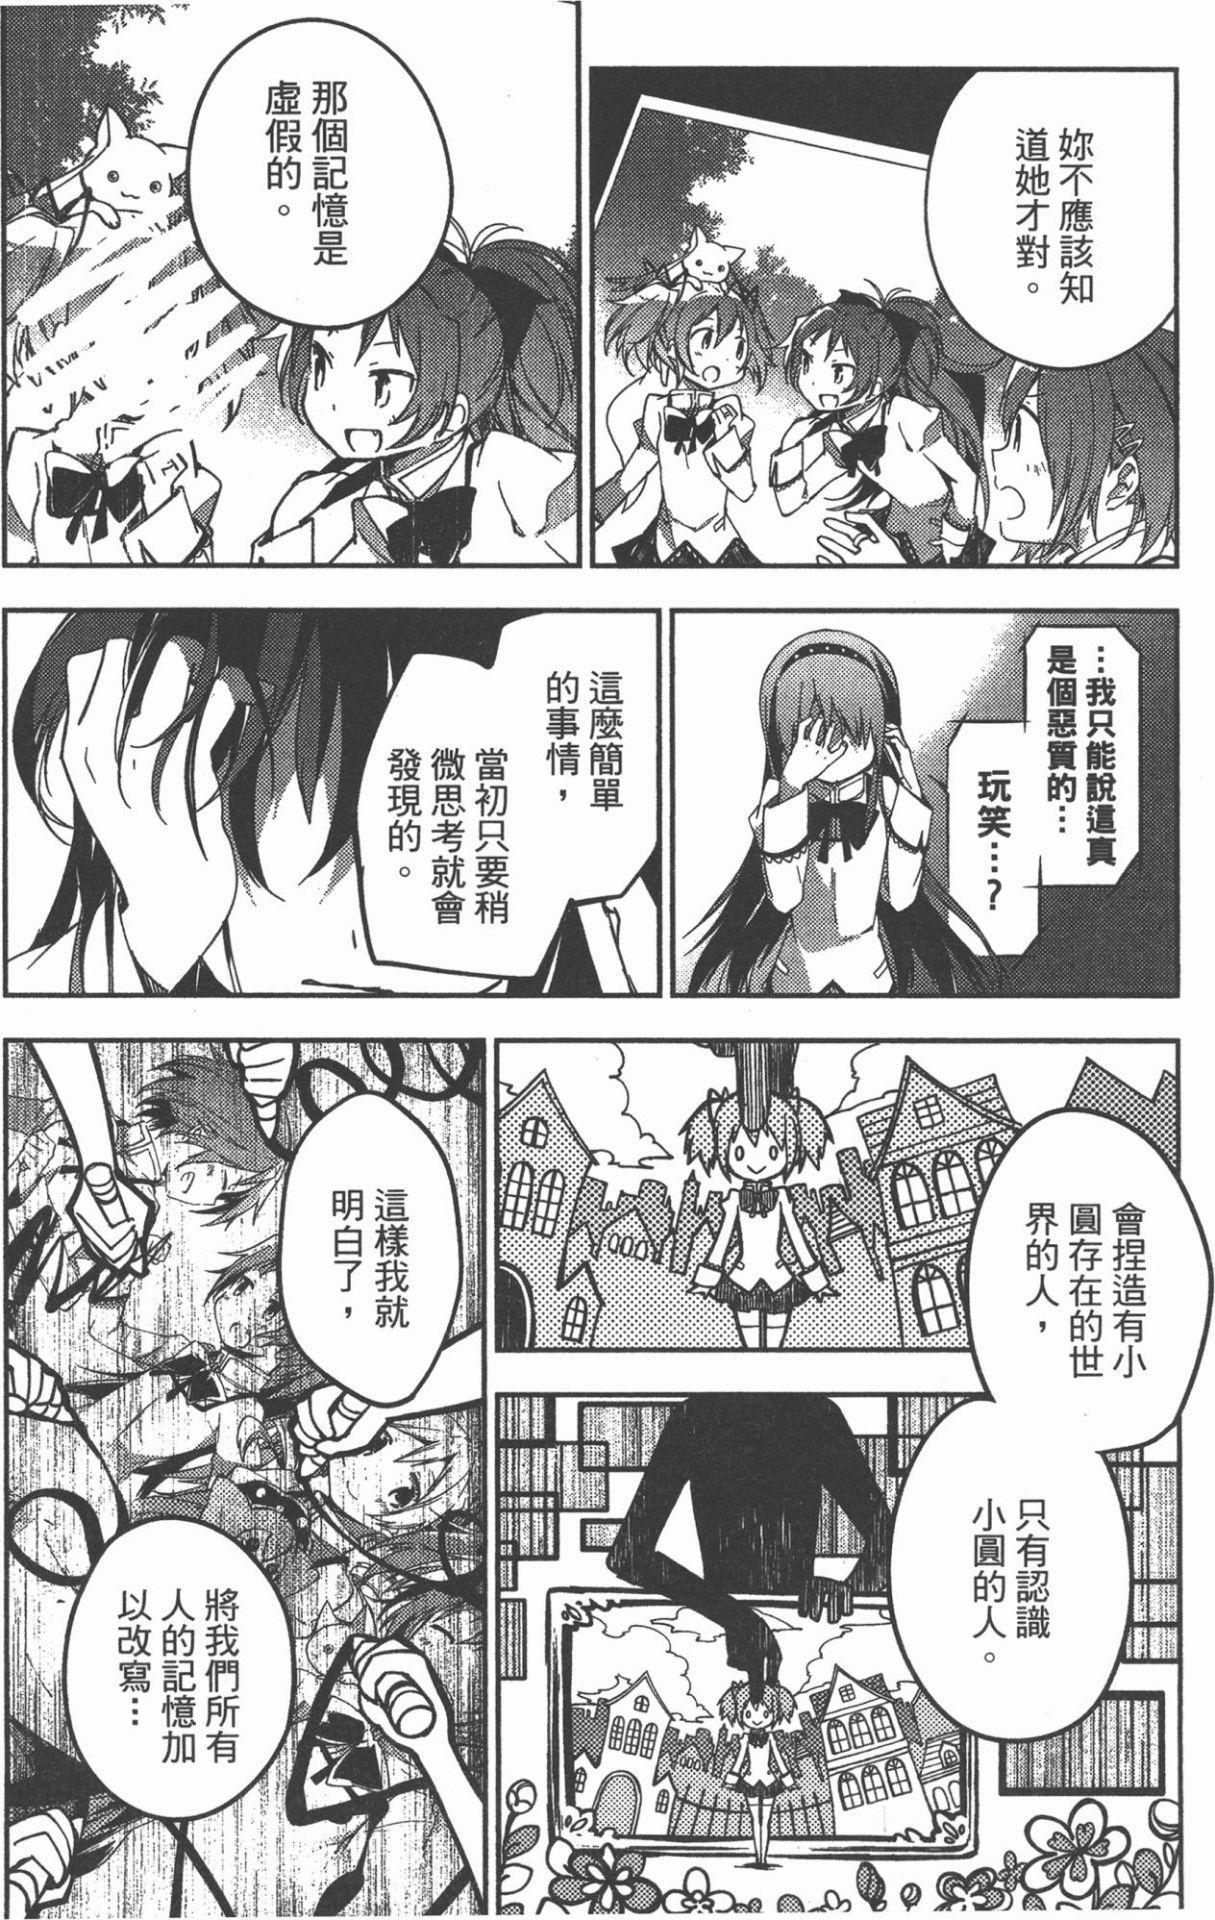 妳不應該知
道她才對。
那個記憶是
虛假的。
…我只能說這真
是個惡質的…
玩笑…?
這麼簡單
的事情，
當初只要稍
微思考就會
發現的。
會捏造有小
圓存在的世
界的人，
只有認識
小圓的人。
這樣我就
明白了，
將我們所有
人的記憶加
以改寫…